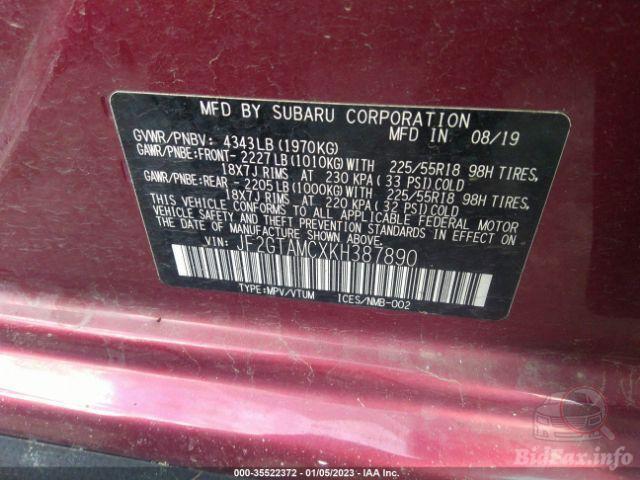 MFD BY SUBARU CORPORATION
GVWR/PNBV: 4343LB (1970KG) MFD IN 08/19
GAWR/PNBE:FRONT- 2227LB(1010KG)WITH 225/55R18 98H TIRES,
18X7J RIMS AT 230 KPA( 33 PSI)COLD
GAWR/PNBE:REAR - 2205LB(1000KG)WITH 225/55R18 98H TIRES,
18X7J RIMS AT 220 KPA( 32 PSI)COLD
THIS VEHICLE CONFORMS TO ALL APPLICABLE FEDERAL MOTOR
VEHICLE SAFETY AND THEFT PREVENTION STANDARDS IN EFFECT ON
THE DATE OF MANUFACTURE SHOWN ABOVE.
VIN: JF2GTAMCXKH387890
TYPE:MPV/VTUM ICES/NMB-002
BidFax.info
000-35522372 - 01/05/2023 - IAA Inc.